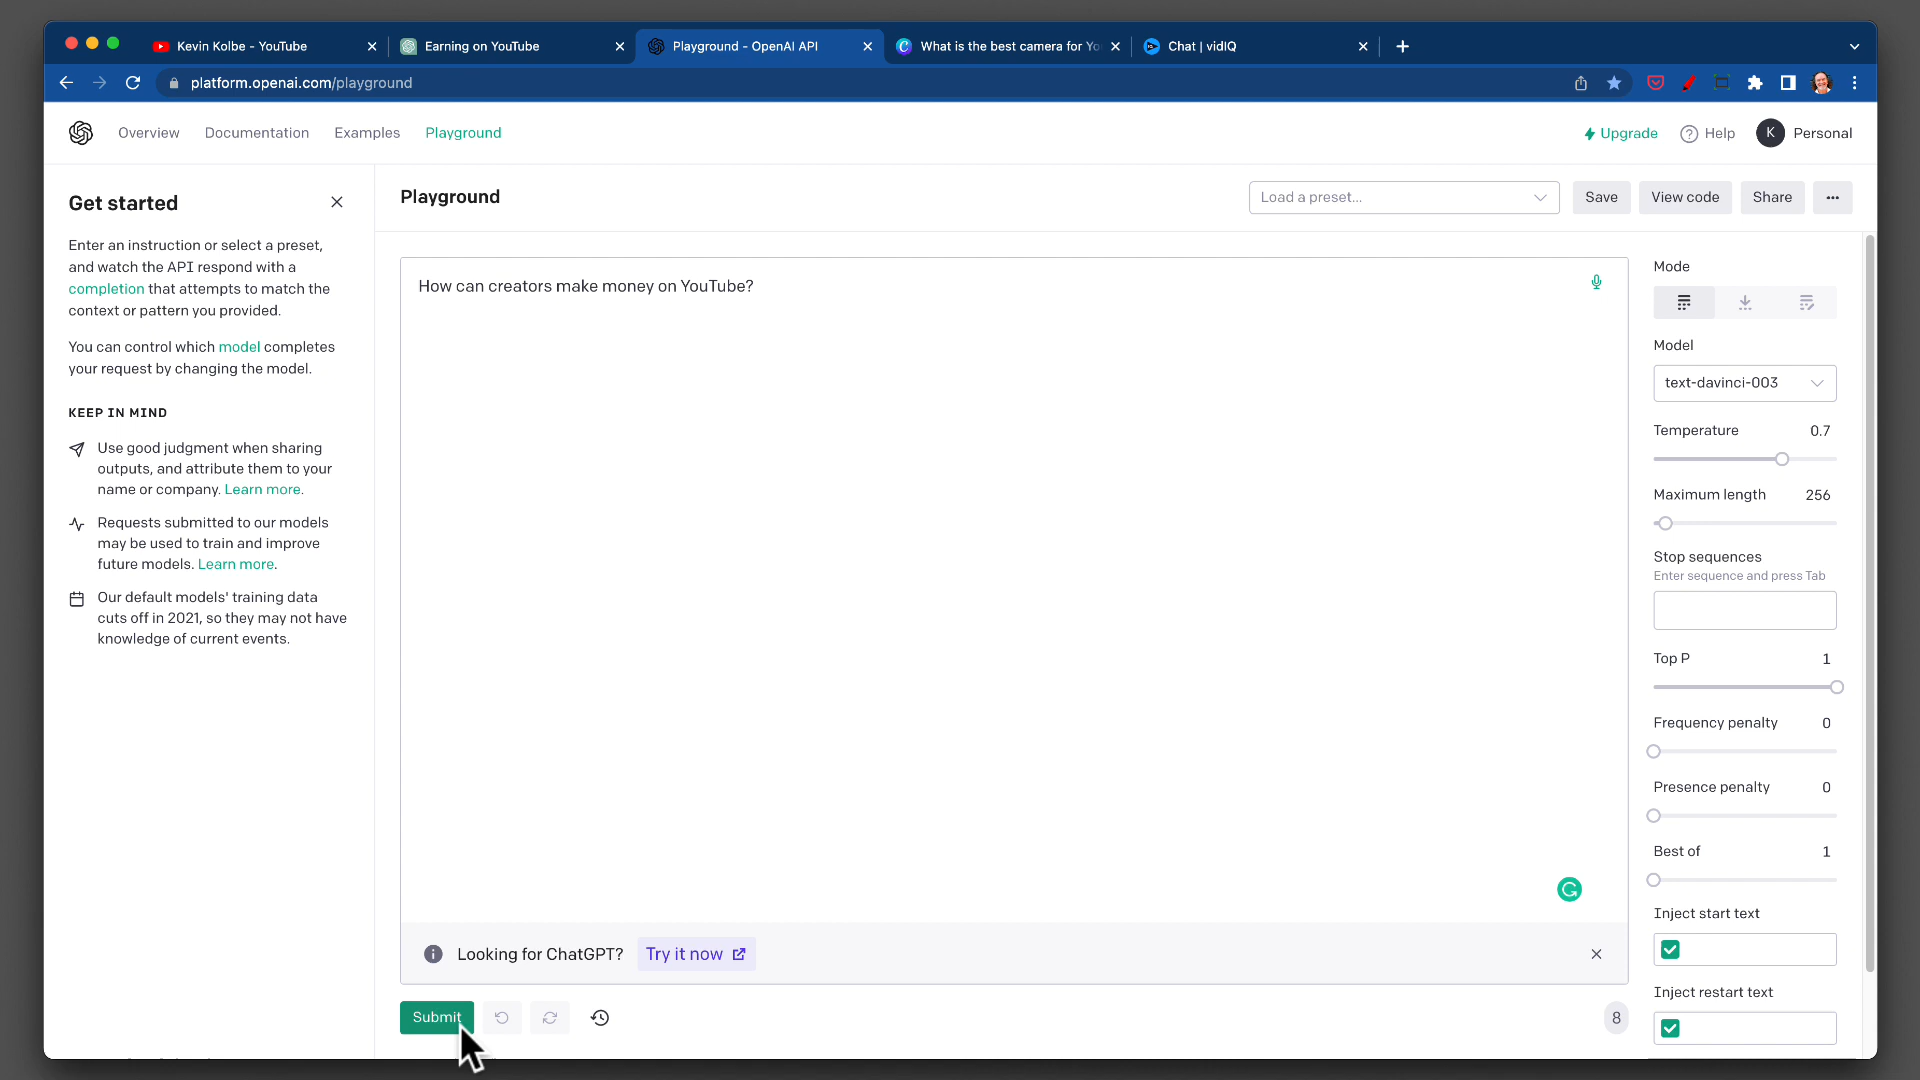 Kevin Kolbe - YouTube
Earning on YouTube
Playground - OpenAI API
What is the best camera for Yo
Chat | vidIQ
platform.openai.com/playground
Overview
Documentation
Examples
Playground
Upgrade
Help
K
Personal
Get started
Enter an instruction or select a preset,
and watch the API respond with a
completion that attempts to match the
context or pattern you provided.
You can control which model completes
your request by changing the model.
KEEP IN MIND
Use good judgment when sharing
outputs, and attribute them to your
name or company. Learn more.
Requests submitted to our models
may be used to train and improve
future models. Learn more.
Our default models' training data
cuts off in 2021, so they may not have
knowledge of current events.
Playground
Load a preset...
Save
View code
Share
How can creators make money on YouTube?
Looking for ChatGPT?
Try it now
Submit
8
Mode
Model
text-davinci-003
Temperature 0.7
Maximum length 256
Stop sequences
Enter sequence and press Tab
Top P 1
Frequency penalty 0
Presence penalty 0
Best of 1
Inject start text
Inject restart text